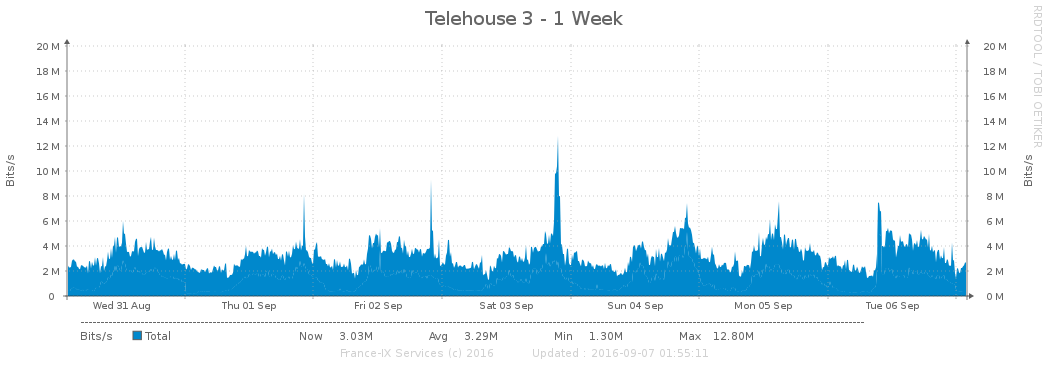 Telehouse 3 - 1 Week
RRDTOOL / TOBI OETIKER
Bits/s
Bits/s
20 M 20 M
18 M 18 M
16 M 16 M
14 M 14 M
12 M 12 M
10 M 10 M
8 M 8 M
6 M 6 M
4 M 4 M
2 M 2 M
0 0 M
Wed 31 Aug Thu 01 Sep Fri 02 Sep Sat 03 Sep Sun 04 Sep Mon 05 Sep Tue 06 Sep
Bits/s Total Now 3.03M Avg 3.29M Min 1.30M Max 12.80M
France-IX Services (c) 2016 Updated : 2016-09-07 01:55:11